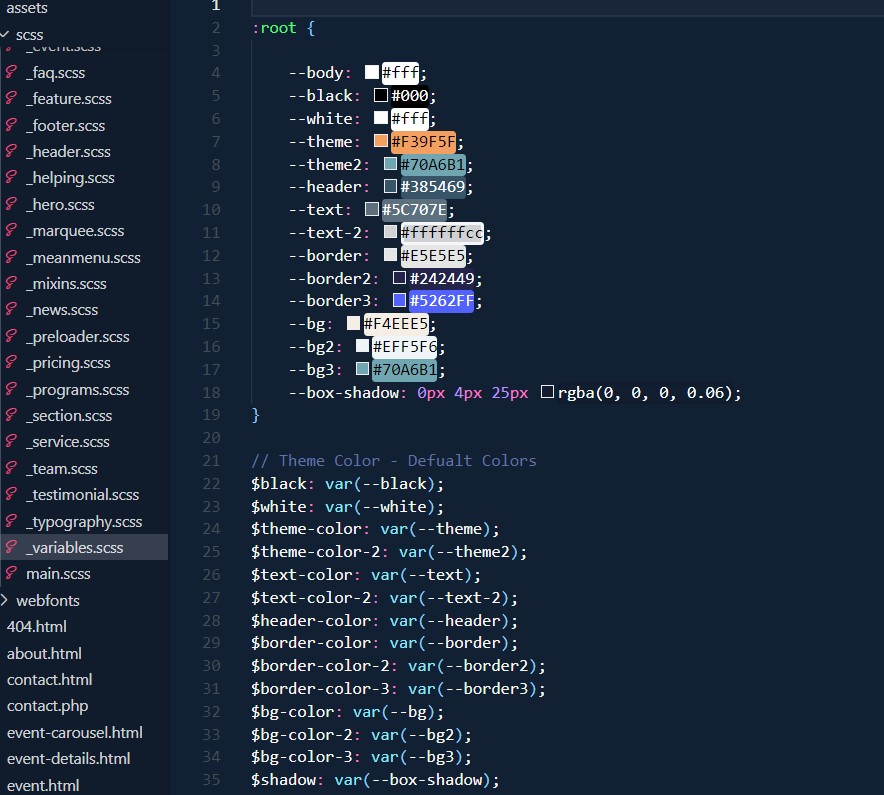 assets
scss
_event.scss
_faq.scss
_feature.scss
_footer.scss
_header.scss
_helping.scss
_hero.scss
_marquee.scss
_meanmenu.scss
_mixins.scss
_news.scss
_preloader.scss
_pricing.scss
_programs.scss
_section.scss
_service.scss
_team.scss
_testimonial.scss
_typography.scss
_variables.scss
main.scss
webfonts
404.html
about.html
contact.html
contact.php
event-carousel.html
event-details.html
event.html
1
2 :root {
3
4 --body: #fff;
5 --black: #000;
6 --white: #fff;
7 --theme: #F39F5F;
8 --theme2: #70A6B1;
9 --header: #385469;
10 --text: #5C707E;
11 --text-2: #ffffffcc;
12 --border: #E5E5E5;
13 --border2: #242449;
14 --border3: #5262FF;
15 --bg: #F4EEE5;
16 --bg2: #EFF5F6;
17 --bg3: #70A6B1;
18 --box-shadow: 0px 4px 25px rgba(0, 0, 0, 0.06);
19 }
20
21 // Theme Color - Defualt Colors
22 $black: var(--black);
23 $white: var(--white);
24 $theme-color: var(--theme);
25 $theme-color-2: var(--theme2);
26 $text-color: var(--text);
27 $text-color-2: var(--text-2);
28 $header-color: var(--header);
29 $border-color: var(--border);
30 $border-color-2: var(--border2);
31 $border-color-3: var(--border3);
32 $bg-color: var(--bg);
33 $bg-color-2: var(--bg2);
34 $bg-color-3: var(--bg3);
35 $shadow: var(--box-shadow);